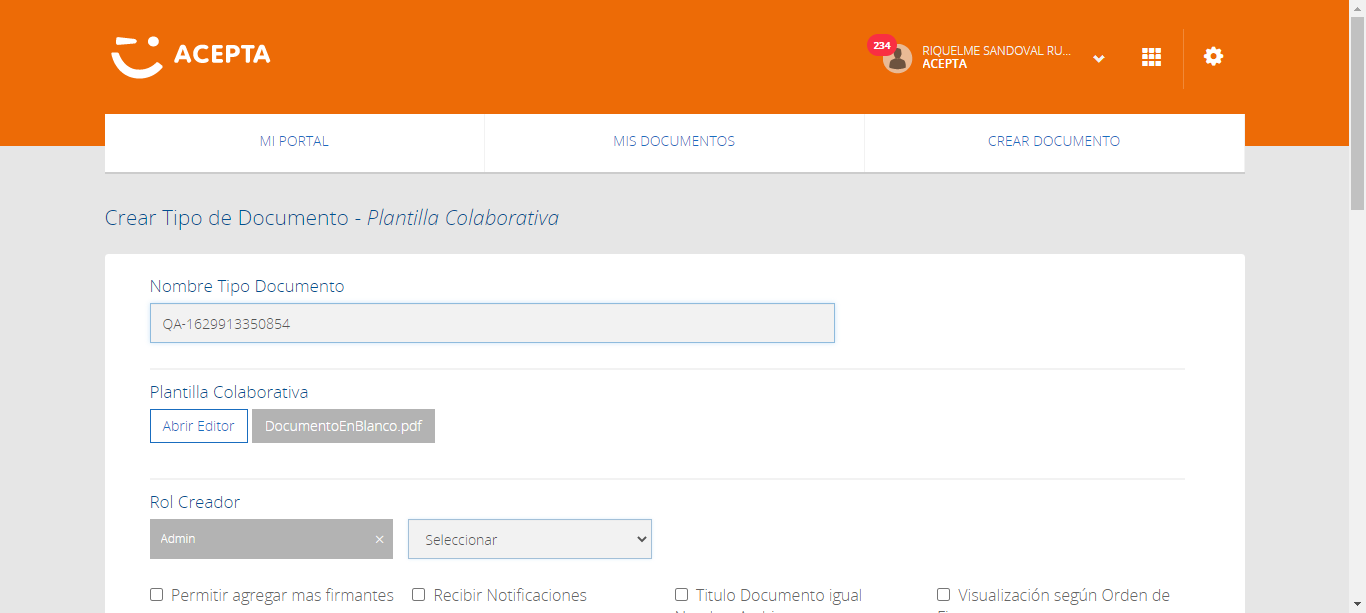 ACEPTA
234
RIQUELME SANDOVAL RU...
ACEPTA
MI PORTAL
MIS DOCUMENTOS
CREAR DOCUMENTO
Crear Tipo de Documento - Plantilla Colaborativa
Nombre Tipo Documento
QA-1629913350854
Plantilla Colaborativa
Abrir Editor
DocumentoEnBlanco.pdf
Rol Creador
Admin ×
Seleccionar
Permitir agregar mas firmantes
Recibir Notificaciones
Titulo Documento igual
Visualización según Orden de